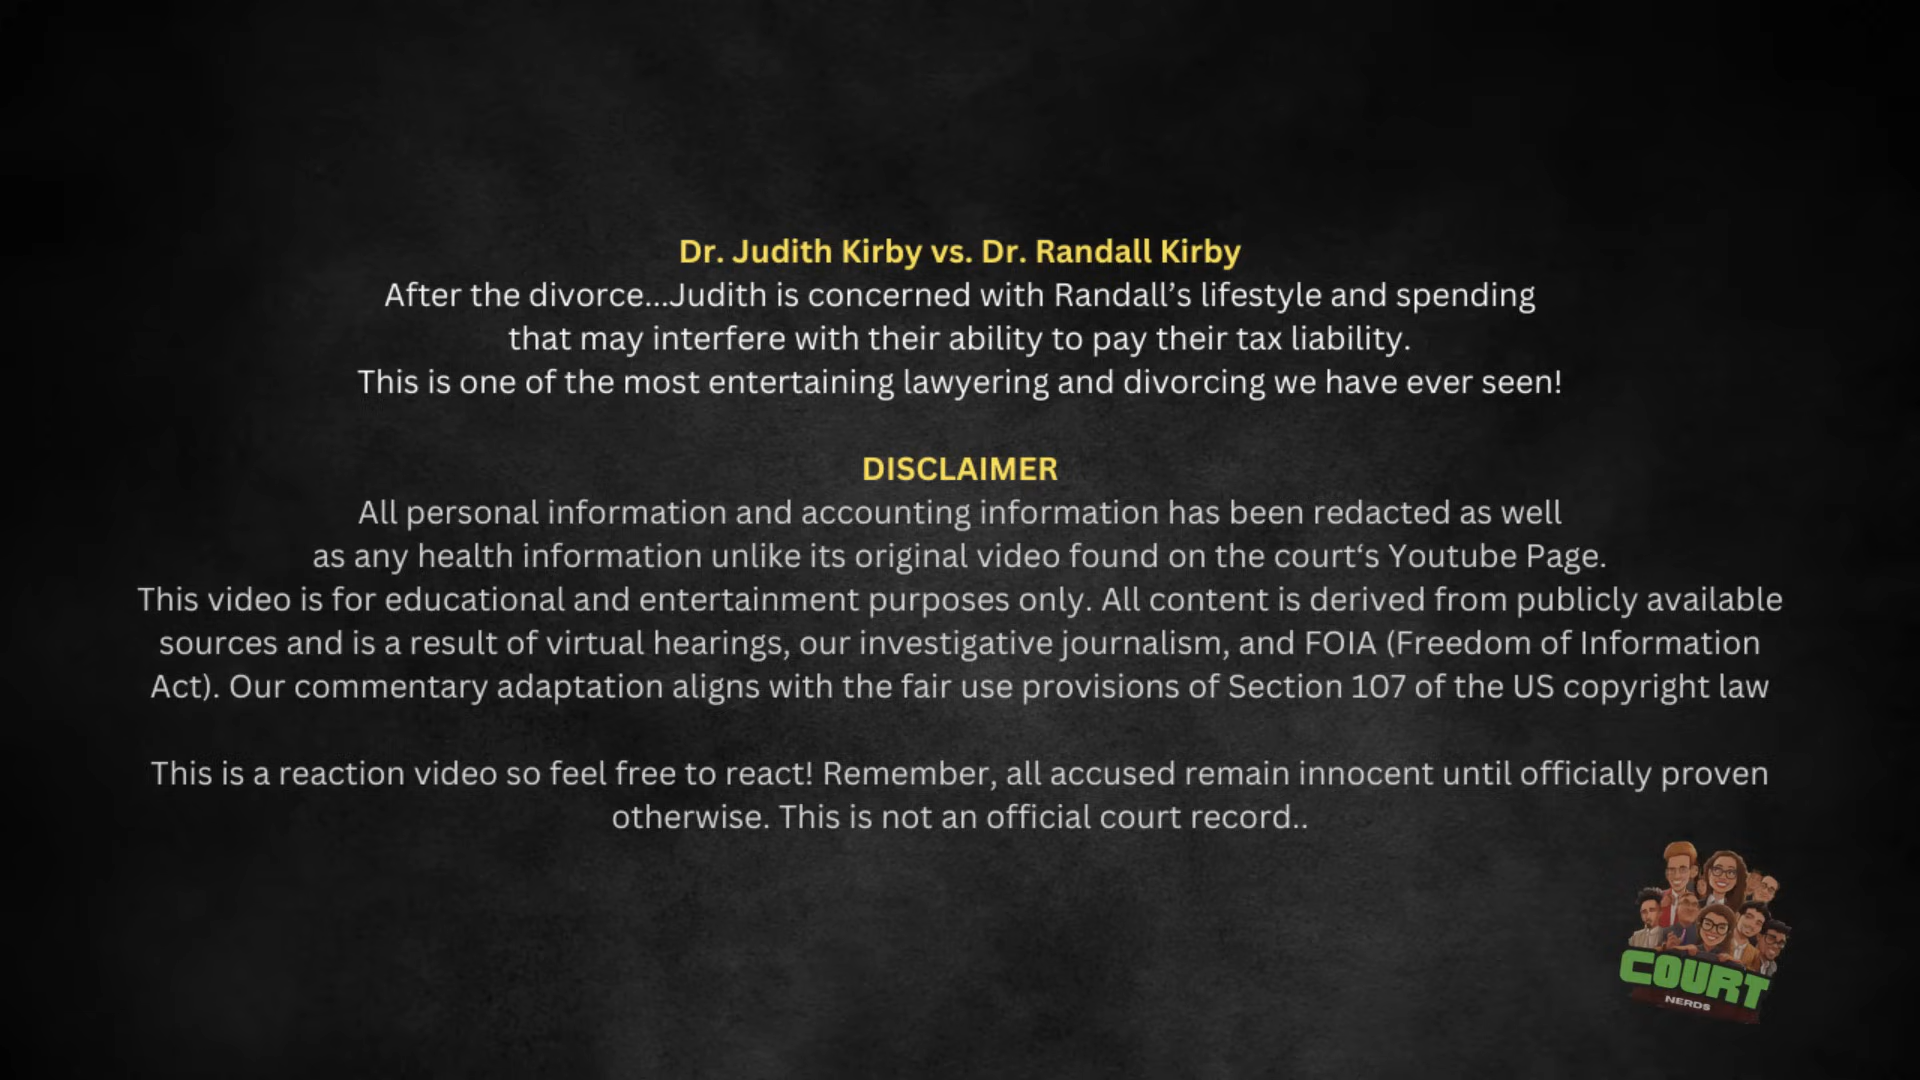 Dr. Judith Kirby vs. Dr. Randall Kirby
After the divorce...Judith is concerned with Randall’s lifestyle and spending
that may interfere with their ability to pay their tax liability.
This is one of the most entertaining lawyering and divorcing we have ever seen!
DISCLAIMER
All personal information and accounting information has been redacted as well
as any health information unlike its original video found on the court‘s Youtube Page.
This video is for educational and entertainment purposes only. All content is derived from publicly available
sources and is a result of virtual hearings, our investigative journalism, and FOIA (Freedom of Information
Act). Our commentary adaptation aligns with the fair use provisions of Section 107 of the US copyright law
This is a reaction video so feel free to react! Remember, all accused remain innocent until officially proven
otherwise. This is not an official court record..
COURT
NERDS